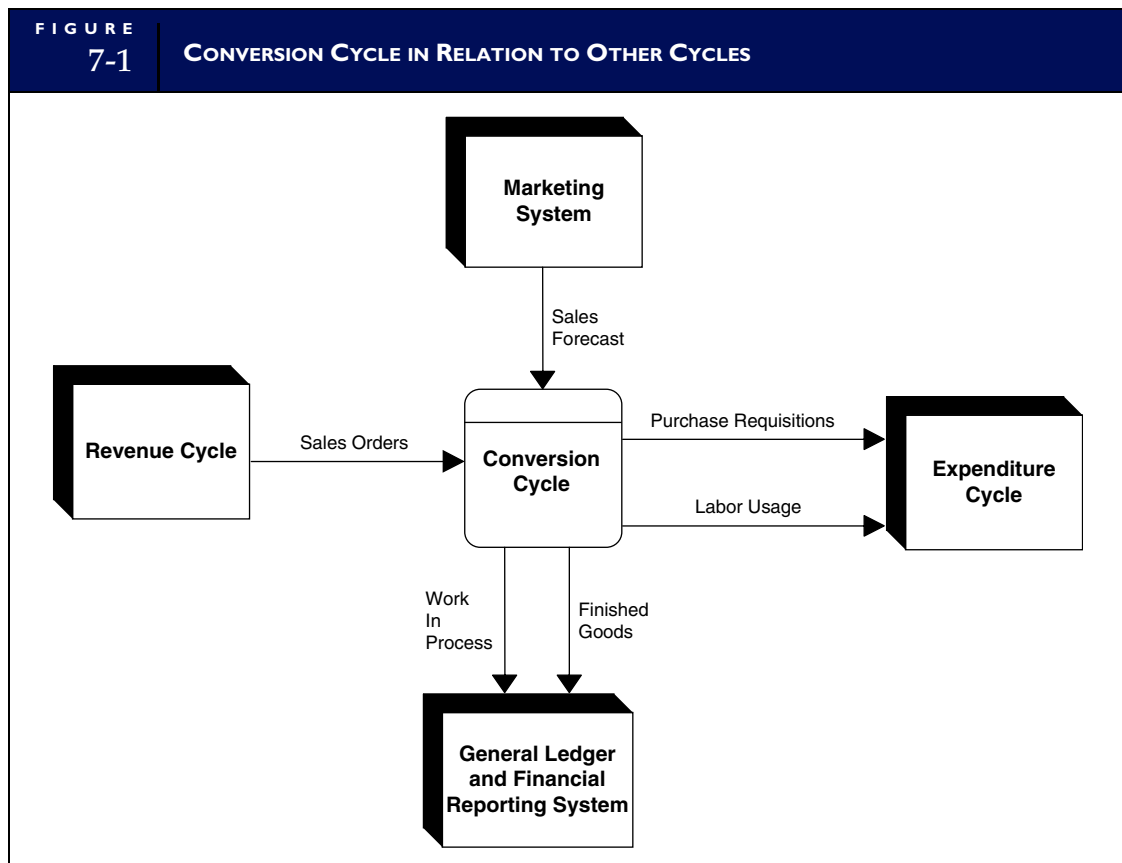 FIGURE
7-1
CONVERSION CYCLE IN RELATION TO OTHER CYCLES
Marketing
System
Sales
Forecast
Revenue Cycle
Sales Orders
Conversion
Cycle
Purchase Requisitions
Labor Usage
Expenditure
Cycle
Work
In
Process
Finished
Goods
General Ledger
and Financial
Reporting System